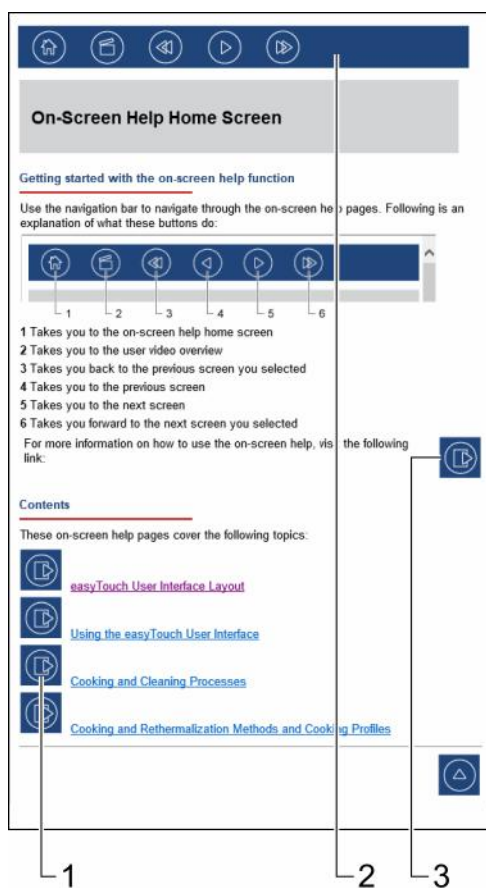 On-Screen Help Home Screen
Getting started with the on-screen help function
Use the navigation bar to navigate through the on-screen help pages. Following is an
explanation of what these buttons do:
1 2 3 4 5 6
1 Takes you to the on-screen help home screen
2 Takes you to the user video overview
3 Takes you back to the previous screen you selected
4 Takes you to the previous screen
5 Takes you to the next screen
6 Takes you forward to the next screen you selected
For more information on how to use the on-screen help, visit the following
link:
Contents
These on-screen help pages cover the following topics:
easyTouch User Interface Layout
Using the easyTouch User Interface
Cooking and Cleaning Processes
Cooking and Rethermalization Methods and Cooking Profiles
1 2 3